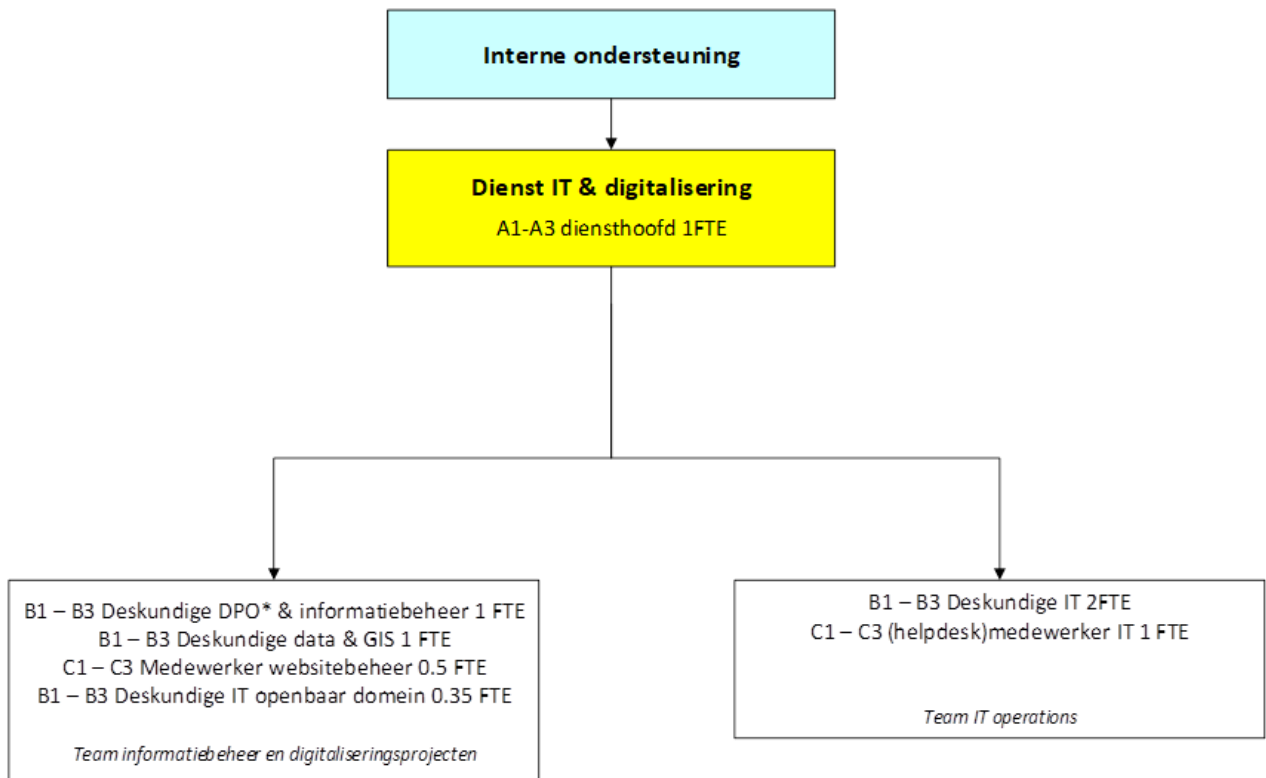 Interne ondersteuning
Dienst IT & digitalisering
A1-A3 diensthoofd 1FTE
B1 – B3 Deskundige DPO* & informatiebeheer 1 FTE
B1 – B3 Deskundige data & GIS 1 FTE
C1 – C3 Medewerker websitebeheer 0.5 FTE
B1 – B3 Deskundige IT openbaar domein 0.35 FTE
Team informatiebeheer en digitaliseringsprojecten
B1 – B3 Deskundige IT 2FTE
C1 – C3 (helpdesk)medewerker IT 1 FTE
Team IT operations